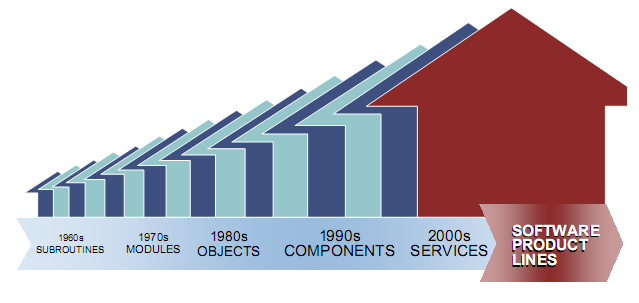 1960s
SUBROUTINES
1970s
MODULES
1980s
OBJECTS
1990s
COMPONENTS
2000s
SERVICES
SOFTWARE
PRODUCT
LINES